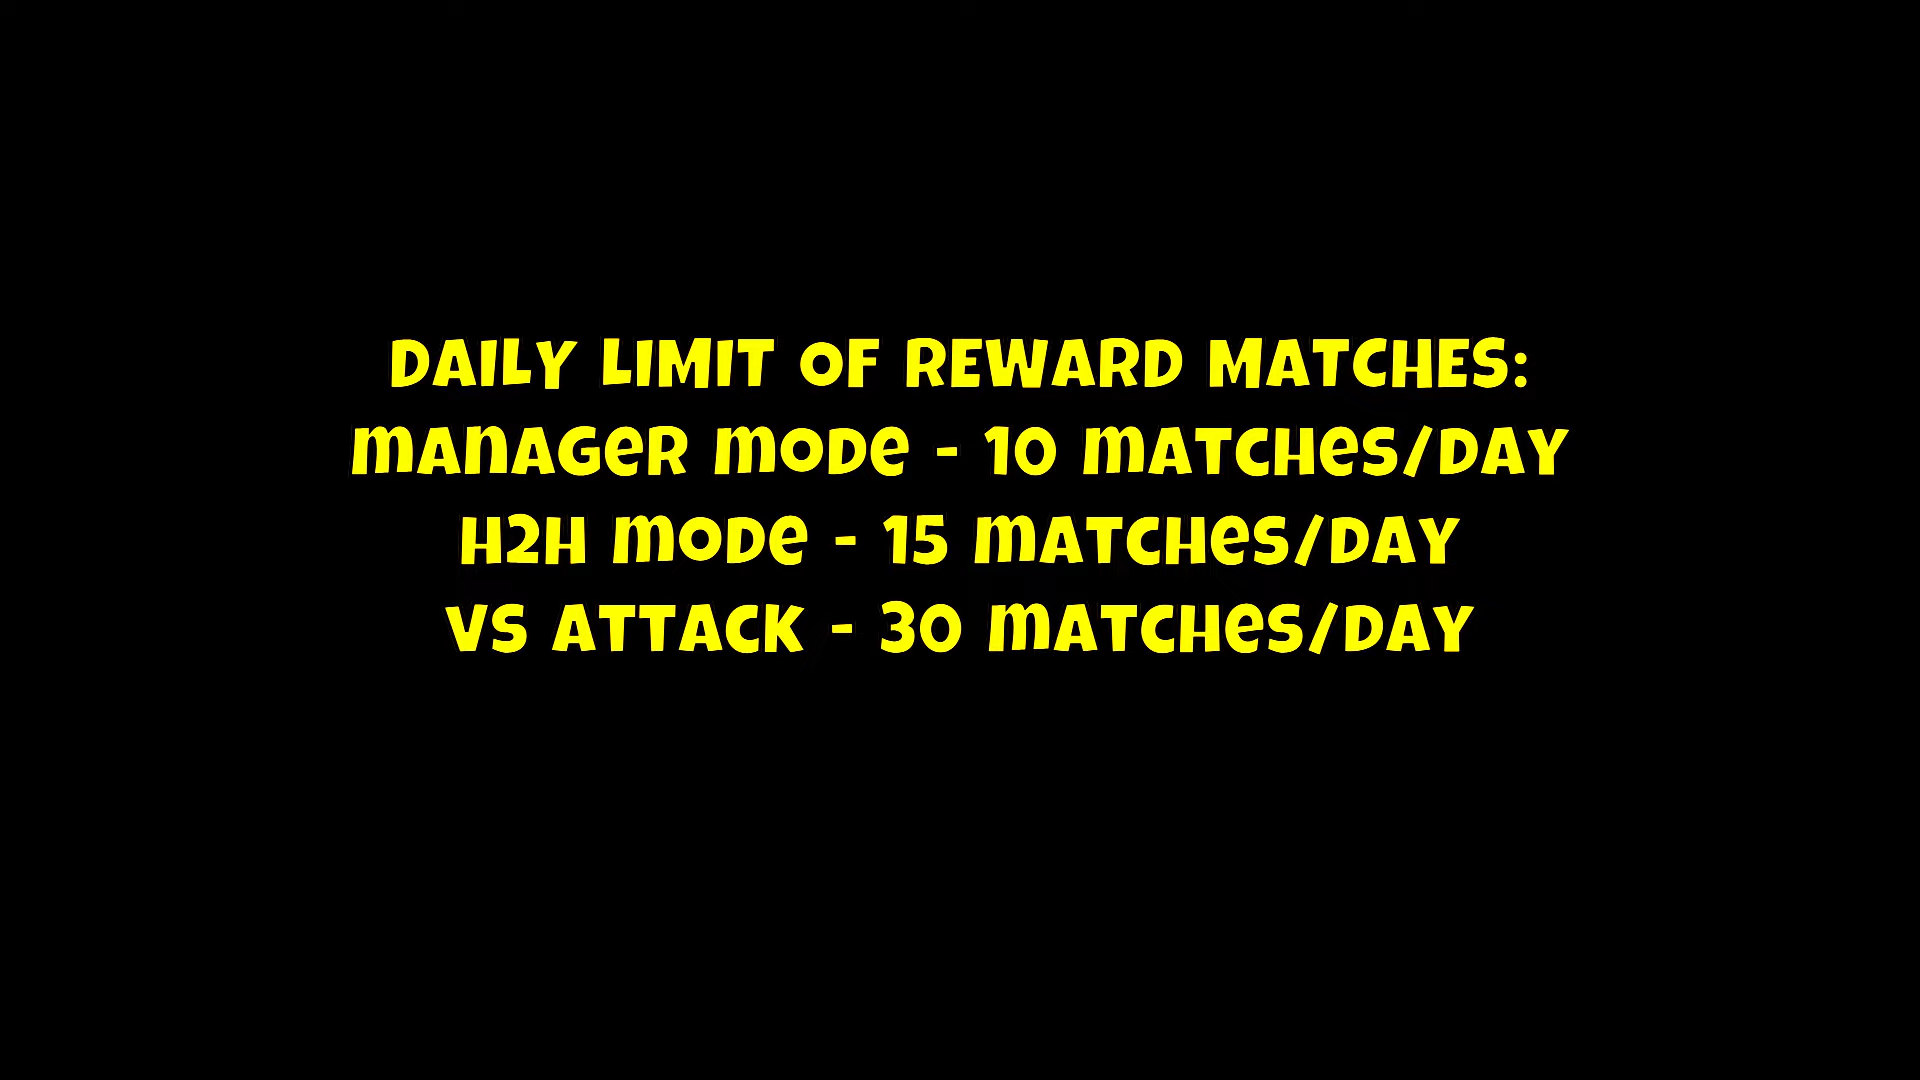 DAILY LIMIT OF REWARD MATCHES:
manager mode - 10 matches/day
H2H mode - 15 matches/day
VS Attack - 30 matches/day